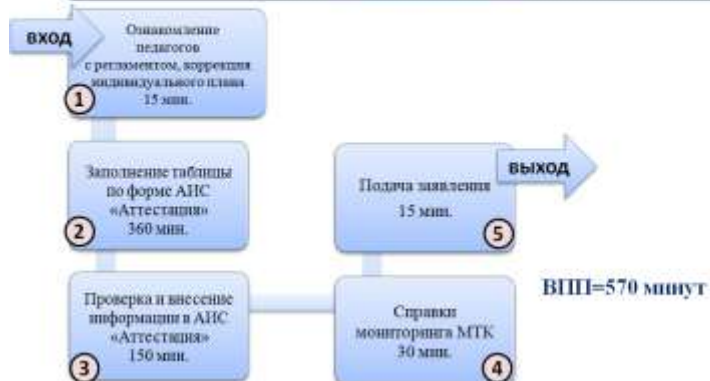 ВХОД
Ознакомление
педагогов
с регламентом, коррекция
индивидуального плана
15 мин.
1
Заполнение таблицы
по форме АИС
«Аттестация»
360 мин.
2
Проверка и внесение
информации в АИС
«Аттестация»
150 мин.
3
Справки
мониторинга МТК
30 мин.
4
Подача заявления
15 мин.
5
ВЫХОД
ВПП=570 минут